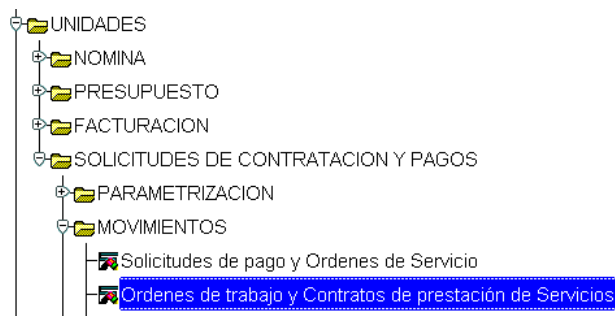 UNIDADES
NOMINA
PRESUPUESTO
FACTURACION
SOLICITUDES DE CONTRATACION Y PAGOS
PARAMETRIZACION
MOVIMIENTOS
Solicitudes de pago y Ordenes de Servicio
Ordenes de trabajo y Contratos de prestación de Servicios